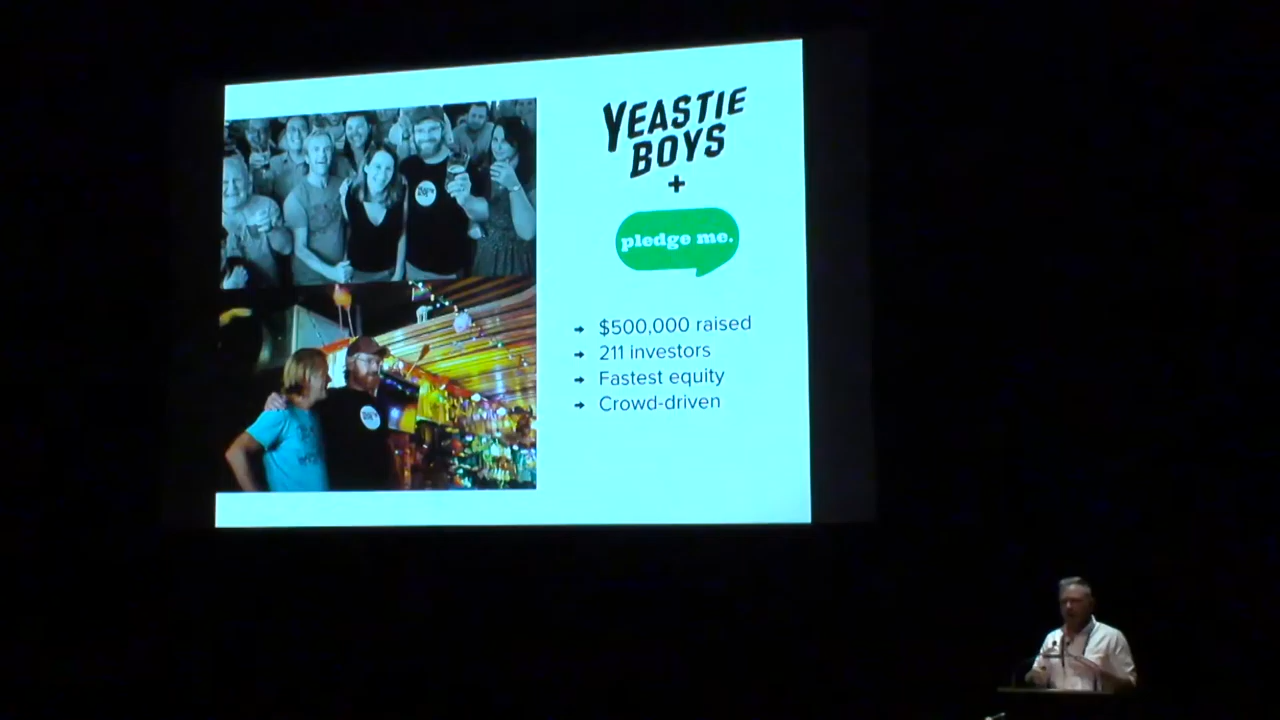 YEASTIE
BOYS
+
pledge me.
→ $500,000 raised
→ 211 investors
→ Fastest equity
→ Crowd-driven